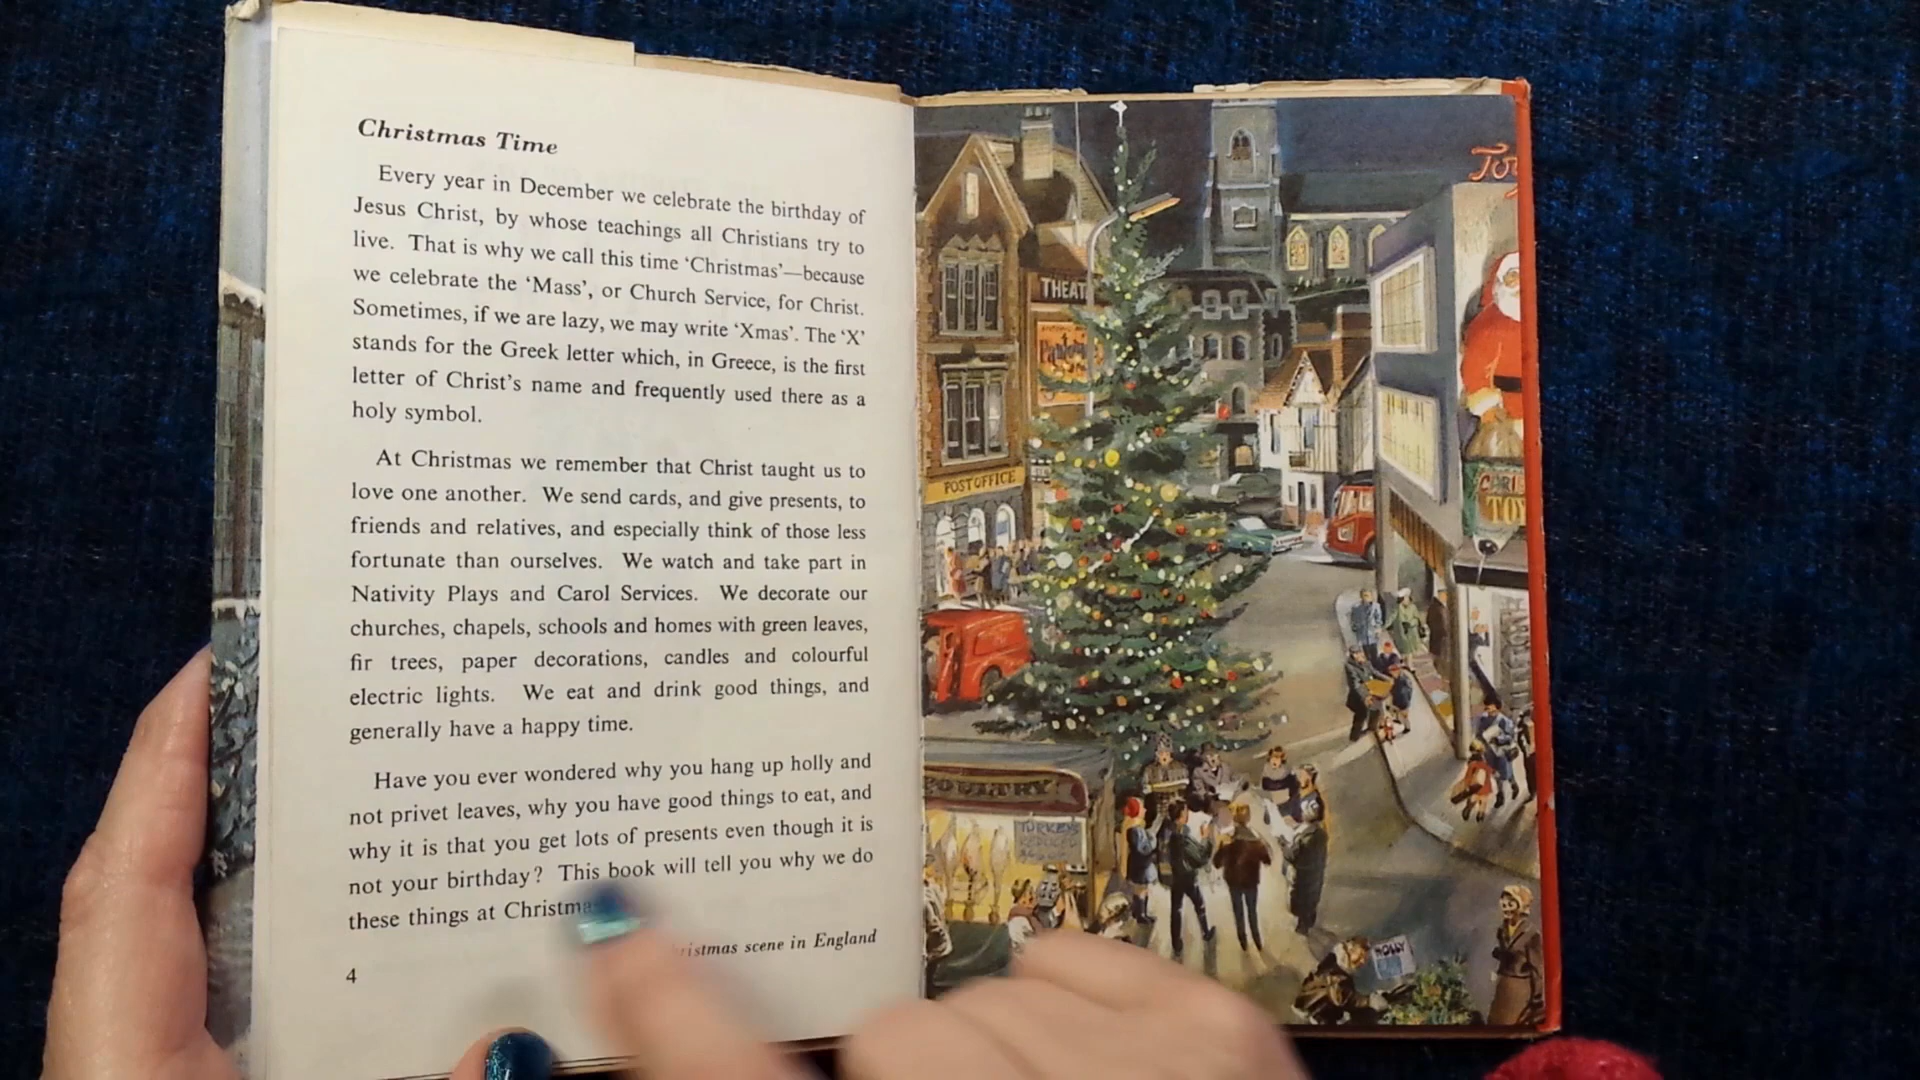 Christmas Time
Every year in December we celebrate the birthday of
Jesus Christ, by whose teachings all Christians try to
live. That is why we call this time ‘Christmas’—because
we celebrate the ‘Mass’, or Church Service, for Christ.
Sometimes, if we are lazy, we may write ‘Xmas’. The ‘X’
stands for the Greek letter which, in Greece, is the first
letter of Christ’s name and frequently used there as a
holy symbol.
At Christmas we remember that Christ taught us to
love one another. We send cards, and give presents, to
friends and relatives, and especially think of those less
fortunate than ourselves. We watch and take part in
Nativity Plays and Carol Services. We decorate our
churches, chapels, schools and homes with green leaves,
fir trees, paper decorations, candles and colourful
electric lights. We eat and drink good things, and
generally have a happy time.
Have you ever wondered why you hang up holly and
not privet leaves, why you have good things to eat, and
why it is that you get lots of presents even though it is
not your birthday? This book will tell you why we do
these things at Christma
ristmas scene in England
4
THEAT
POST OFFICE
POULTRY
TURKEYS
REDUCED
HOLLY
TOY